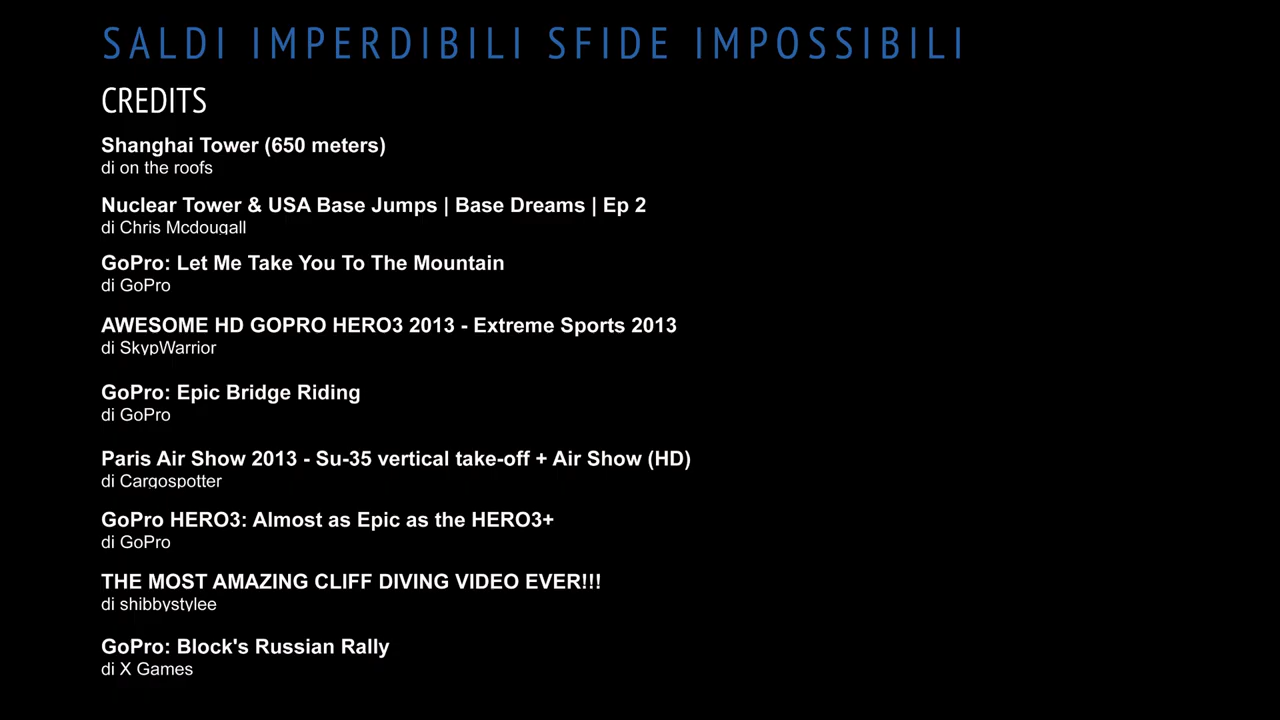 SALDI IMPERDIBILI SFIDE IMPOSSIBILI
CREDITS
Shanghai Tower (650 meters)
di on the roofs
Nuclear Tower & USA Base Jumps | Base Dreams | Ep 2
di Chris Mcdougall
GoPro: Let Me Take You To The Mountain
di GoPro
AWESOME HD GOPRO HERO3 2013 - Extreme Sports 2013
di SkypWarrior
GoPro: Epic Bridge Riding
di GoPro
Paris Air Show 2013 - Su-35 vertical take-off + Air Show (HD)
di Cargospotter
GoPro HERO3: Almost as Epic as the HERO3+
di GoPro
THE MOST AMAZING CLIFF DIVING VIDEO EVER!!!
di shibbystylee
GoPro: Block's Russian Rally
di X Games